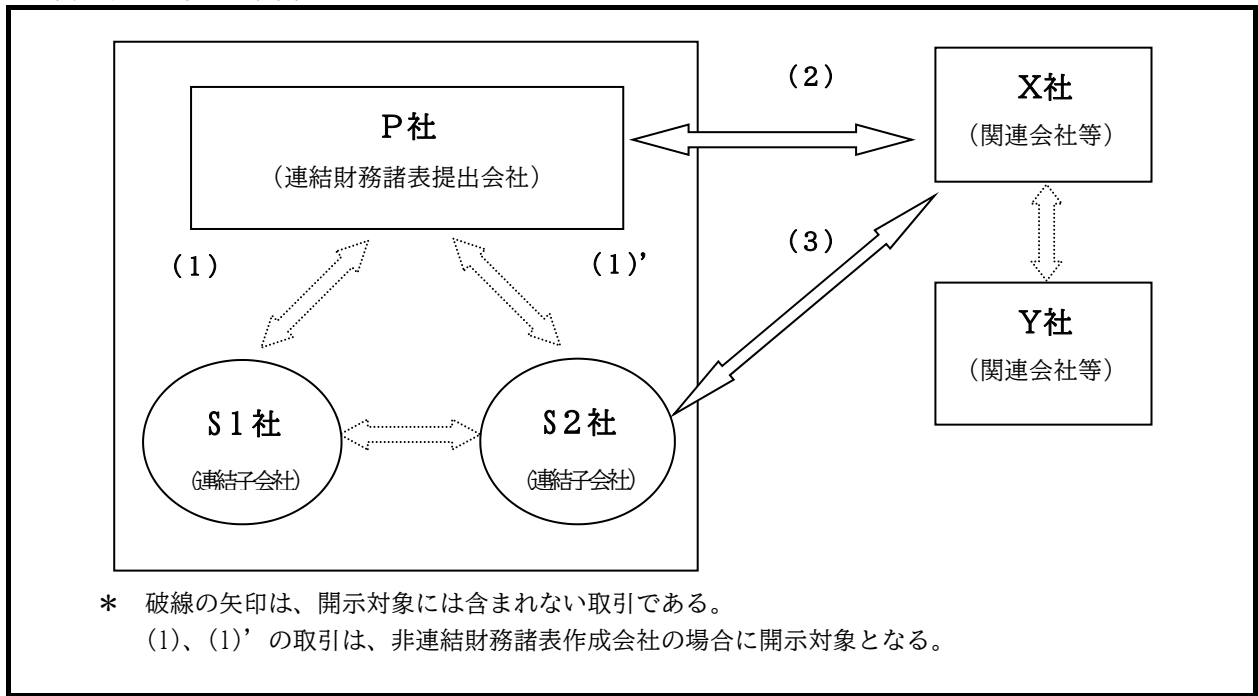 P社
（連結財務諸表提出会社）
(2)
X社
（関連会社等）
(1)
(1)’
(3)
Y社
（関連会社等）
S1社
（連結子会社）
S2社
（連結子会社）
＊　破線の矢印は、開示対象には含まれない取引である。
(1)、(1)’の取引は、非連結財務諸表作成会社の場合に開示対象となる。